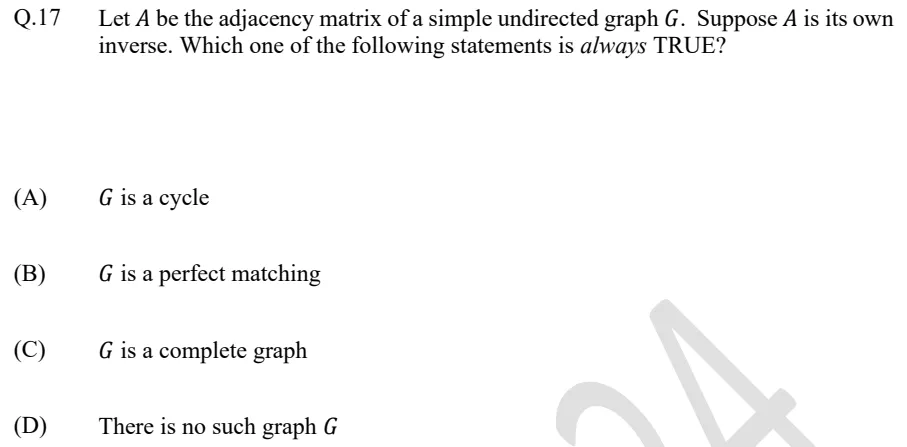 Q.17 Let A be the adjacency matrix of a simple undirected graph G. Suppose A is its own
inverse. Which one of the following statements is always TRUE?
(A) G is a cycle
(B) G is a perfect matching
(C) G is a complete graph
(D) There is no such graph G
24